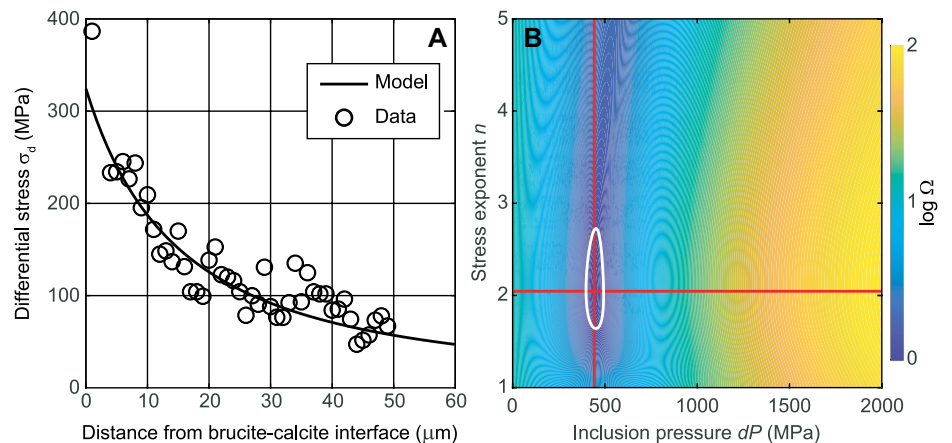 A
Model
Data
400
300
200
100
0
0 10 20 30 40 50 60
Differential stress σd (MPa)
Distance from brucite-calcite interface (μm)
B
5
4
3
2
1
0 500 1000 1500 2000
Stress exponent n
Inclusion pressure dP (MPa)
2
1
0
log Ω